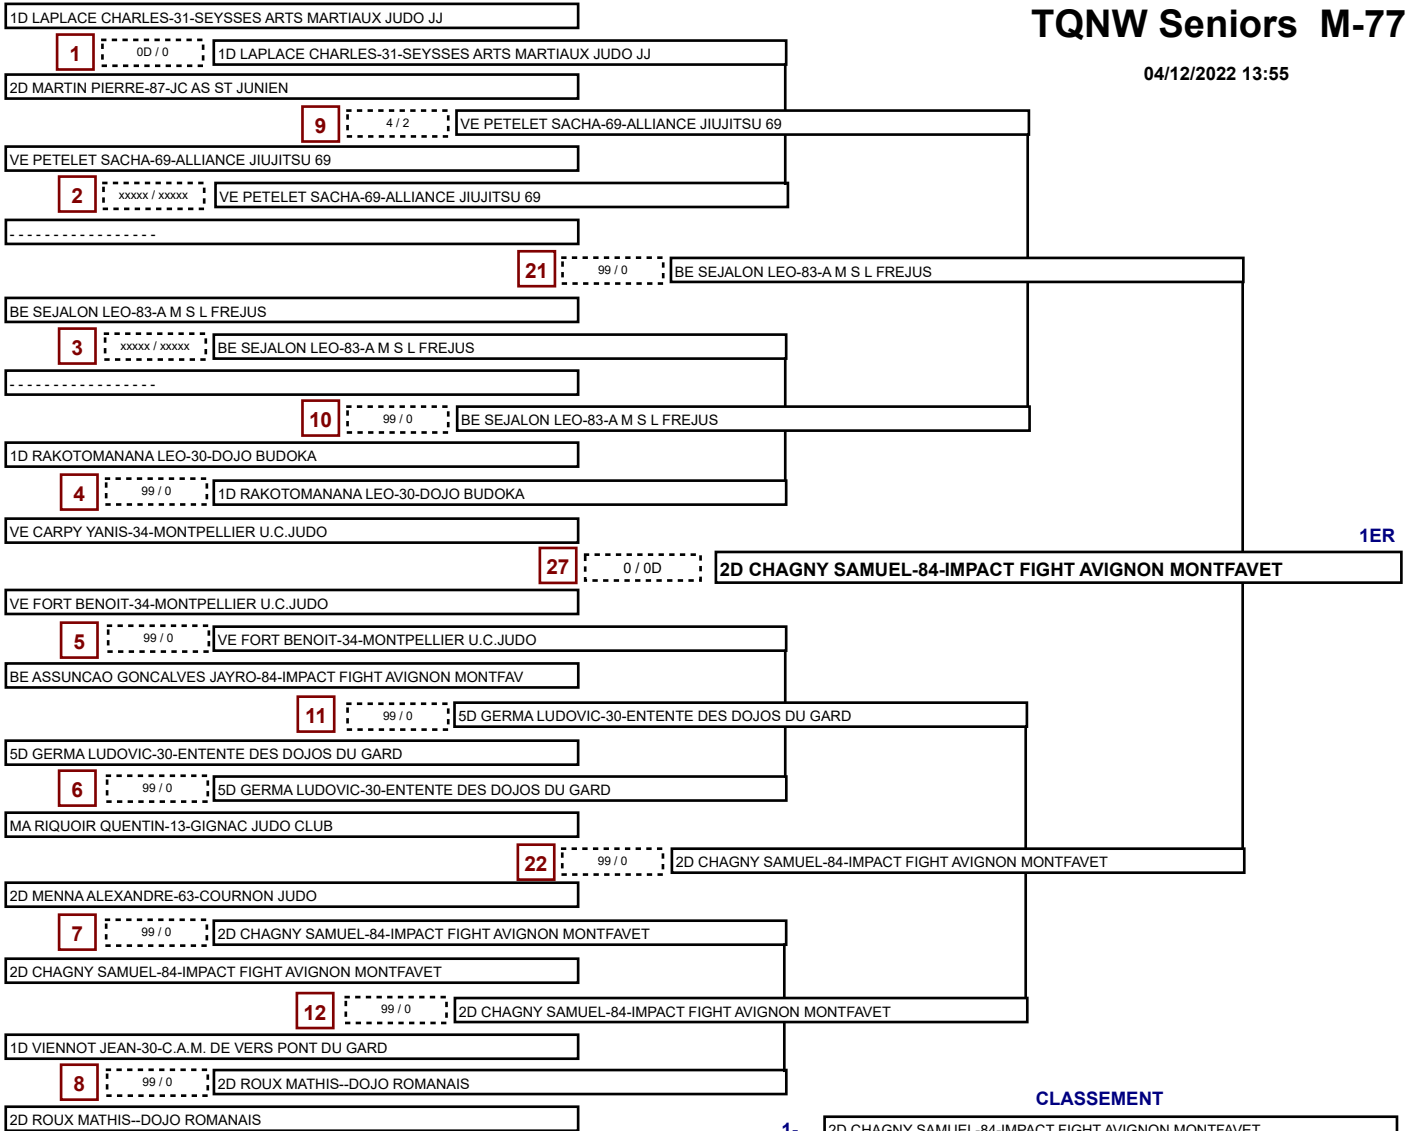 TQNW Seniors M-77
04/12/2022 13:55
1D LAPLACE CHARLES-31-SEYSSES ARTS MARTIAUX JUDO JJ
1 0D / 0 1D LAPLACE CHARLES-31-SEYSSES ARTS MARTIAUX JUDO JJ
2D MARTIN PIERRE-87-JC AS ST JUNIEN
9 4 / 2 VE PETELET SACHA-69-ALLIANCE JIUJITSU 69
VE PETELET SACHA-69-ALLIANCE JIUJITSU 69
2 xxxxx / xxxxx VE PETELET SACHA-69-ALLIANCE JIUJITSU 69
- - - - - - - - - - - - - - - - -
21 99 / 0 BE SEJALON LEO-83-A M S L FREJUS
BE SEJALON LEO-83-A M S L FREJUS
3 xxxxx / xxxxx BE SEJALON LEO-83-A M S L FREJUS
- - - - - - - - - - - - - - - - -
10 99 / 0 BE SEJALON LEO-83-A M S L FREJUS
1D RAKOTOMANANA LEO-30-DOJO BUDOKA
4 99 / 0 1D RAKOTOMANANA LEO-30-DOJO BUDOKA
VE CARPY YANIS-34-MONTPELLIER U.C.JUDO
1ER
27 0 / 0D 2D CHAGNY SAMUEL-84-IMPACT FIGHT AVIGNON MONTFAVET
VE FORT BENOIT-34-MONTPELLIER U.C.JUDO
5 99 / 0 VE FORT BENOIT-34-MONTPELLIER U.C.JUDO
BE ASSUNCAO GONCALVES JAYRO-84-IMPACT FIGHT AVIGNON MONTFAV
11 99 / 0 5D GERMA LUDOVIC-30-ENTENTE DES DOJOS DU GARD
5D GERMA LUDOVIC-30-ENTENTE DES DOJOS DU GARD
6 99 / 0 5D GERMA LUDOVIC-30-ENTENTE DES DOJOS DU GARD
MA RIQUOIR QUENTIN-13-GIGNAC JUDO CLUB
22 99 / 0 2D CHAGNY SAMUEL-84-IMPACT FIGHT AVIGNON MONTFAVET
2D MENNA ALEXANDRE-63-COURNON JUDO
7 99 / 0 2D CHAGNY SAMUEL-84-IMPACT FIGHT AVIGNON MONTFAVET
2D CHAGNY SAMUEL-84-IMPACT FIGHT AVIGNON MONTFAVET
12 99 / 0 2D CHAGNY SAMUEL-84-IMPACT FIGHT AVIGNON MONTFAVET
1D VIENNOT JEAN-30-C.A.M. DE VERS PONT DU GARD
8 99 / 0 2D ROUX MATHIS--DOJO ROMANAIS
2D ROUX MATHIS--DOJO ROMANAIS
CLASSEMENT
1- 2D CHAGNY SAMUEL-84-IMPACT FIGHT AVIGNON MONTFAVET